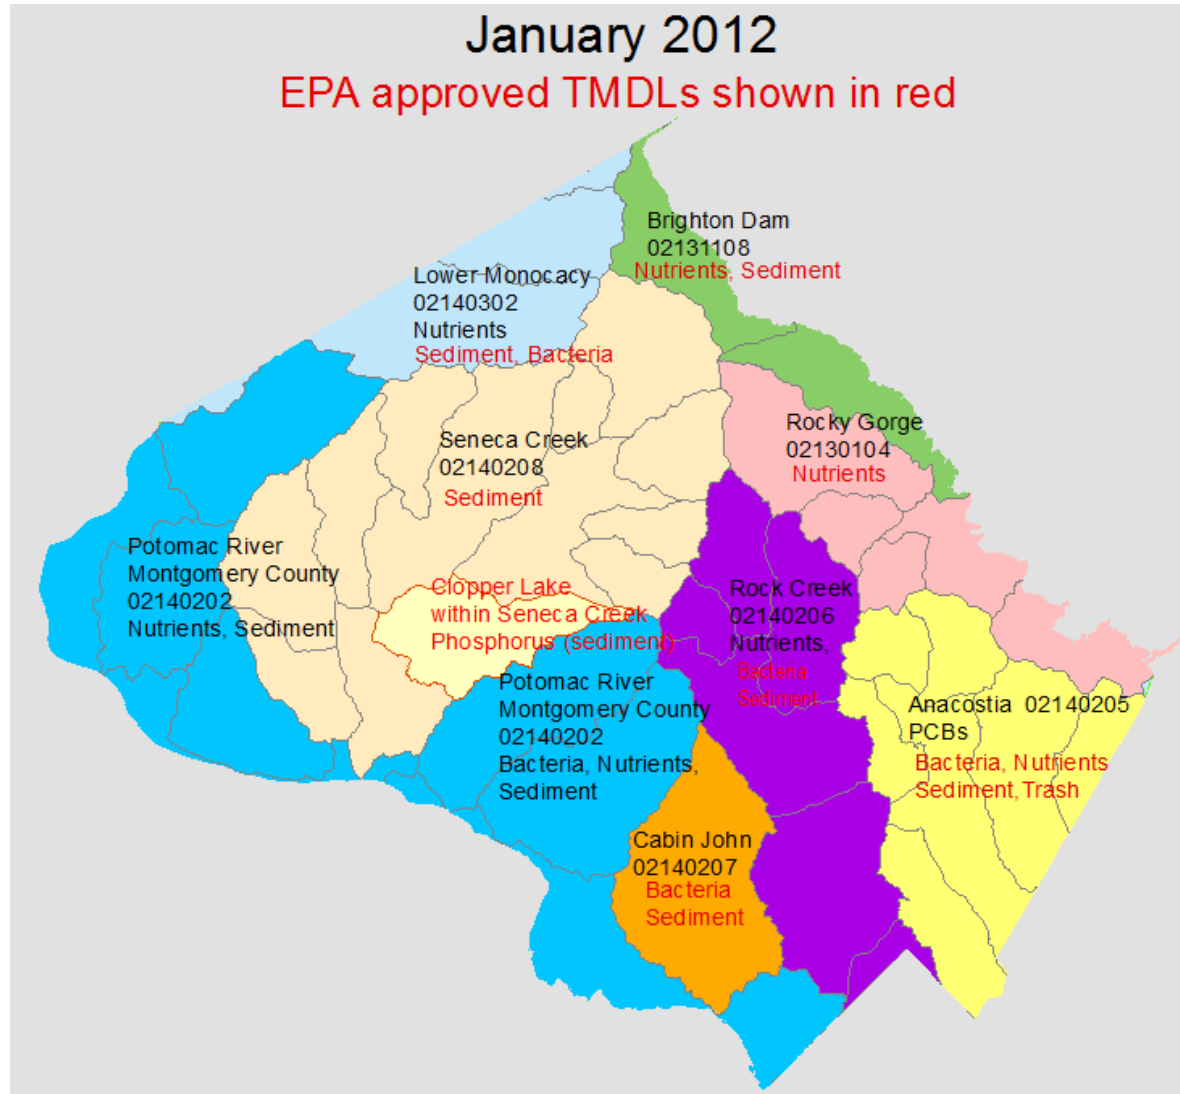 January 2012
EPA approved TMDLs shown in red
Brighton Dam
02131108
Nutrients, Sediment
Lower Monocacy
02140302
Nutrients
Sediment, Bacteria
Rocky Gorge
02130104
Nutrients
Seneca Creek
02140208
Sediment
Potomac River
Montgomery County
02140202
Nutrients, Sediment
Clopper Lake
within Seneca Creek
Phosphorus (sediment)
Rock Creek
02140206
Nutrients,
Bacteria
Sediment
Potomac River
Montgomery County
02140202
Bacteria, Nutrients,
Sediment
Anacostia 02140205
PCBs
Bacteria, Nutrients
Sediment, Trash
Cabin John
02140207
Bacteria
Sediment